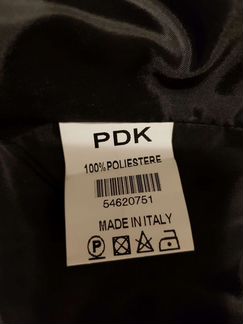 PDK
100%POLIESTERE
54620751
MADE IN ITALY
P